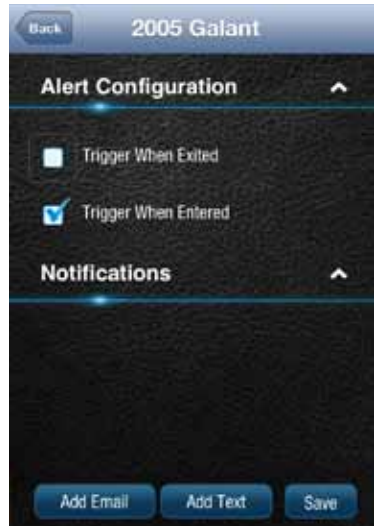 Back 2005 Galant
Alert Configuration
Trigger When Exited
Trigger When Entered
Notifications
Add Email Add Text Save